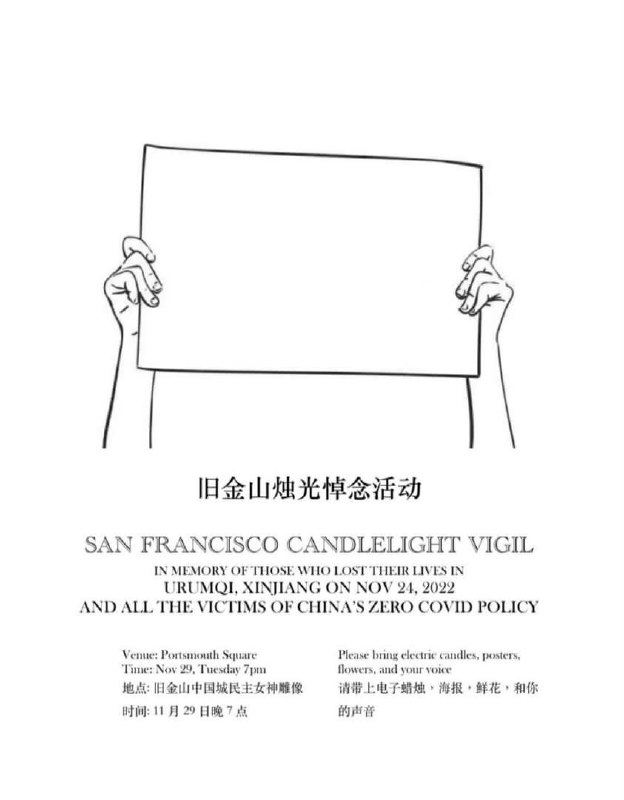 旧金山烛光悼念活动
SAN FRANCISCO CANDLELIGHT VIGIL
IN MEMORY OF THOSE WHO LOST THEIR LIVES IN
URUMQI, XINJIANG ON NOV 24, 2022
AND ALL THE VICTIMS OF CHINA'S ZERO COVID POLICY
Venue: Portsmouth Square
Time: Nov 29, Tuesday 7pm
地点: 旧金山中国城民主女神雕像
时间: 11 月 29 日晚 7 点
Please bring electric candles, posters,
flowers, and your voice
请带上电子蜡烛，海报，鲜花，和你
的声音